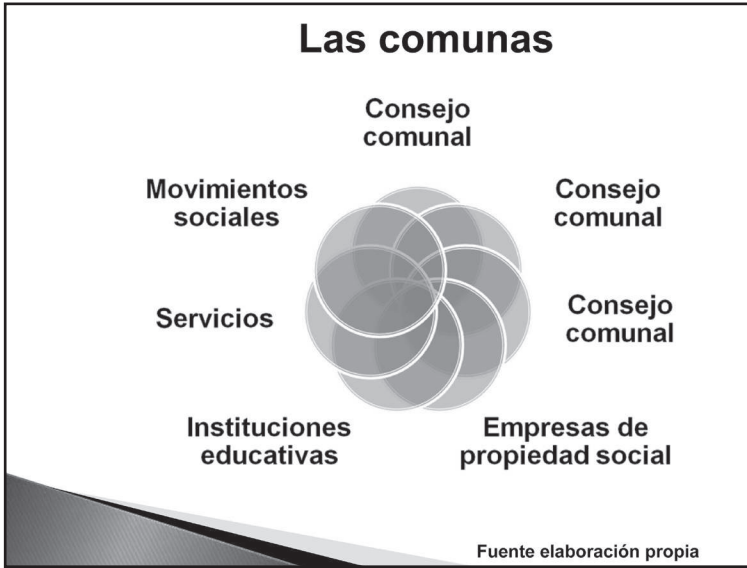 Las comunas
Consejo
comunal
Movimientos
sociales
Consejo
comunal
Servicios
Consejo
comunal
Instituciones
educativas
Empresas de
propiedad social
Fuente elaboración propia